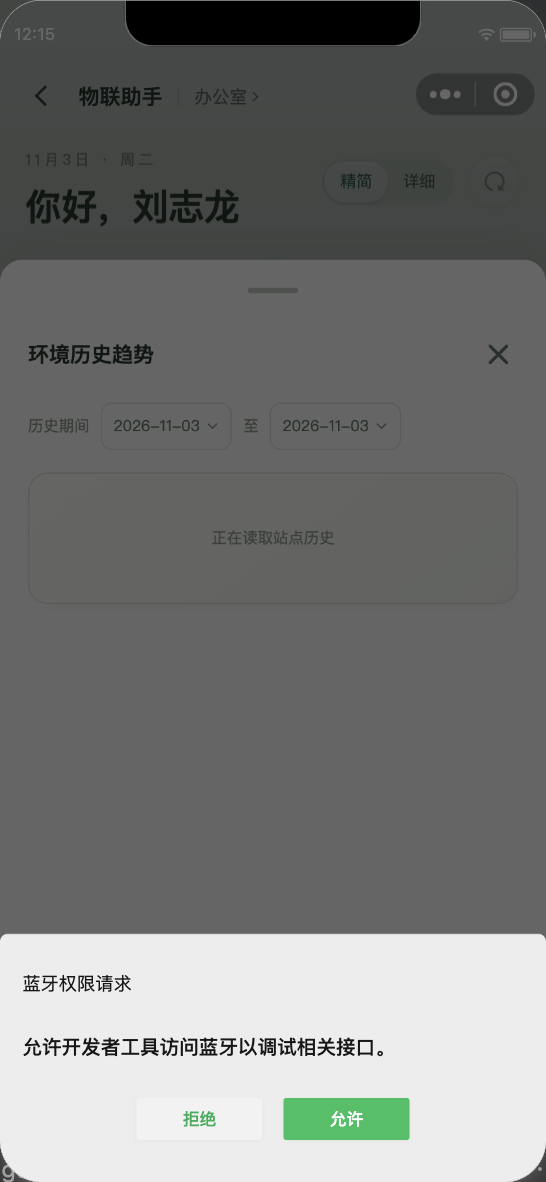 12:15
物联助手
办公室
11月3日 · 周二
你好，刘志龙
精简
详细
环境历史趋势
历史期间
2026-11-03
至
2026-11-03
正在读取站点历史
蓝牙权限请求
允许开发者工具访问蓝牙以调试相关接口。
拒绝
允许